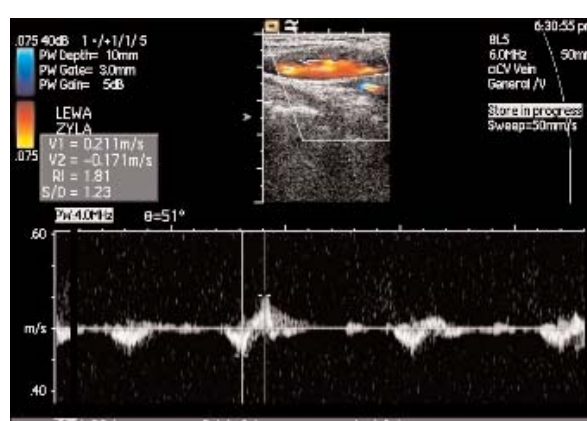 .075 40dB 1 -/+1/1/ 5
PW Depth= 10mm
PW Gate= 3.0mm
PW Gain= 5dB
LEWA
ZYLA
.075
V1 = 0.211m/s
V2 = -0.171m/s
RI = 1.81
S/D = 1.23
6:30:55 pm
8L5
6.0MHz 50mm
General /V
Store in progress
Sweep=50mm/s
PW:4.0MHz θ=51°
.60
m/s
.40